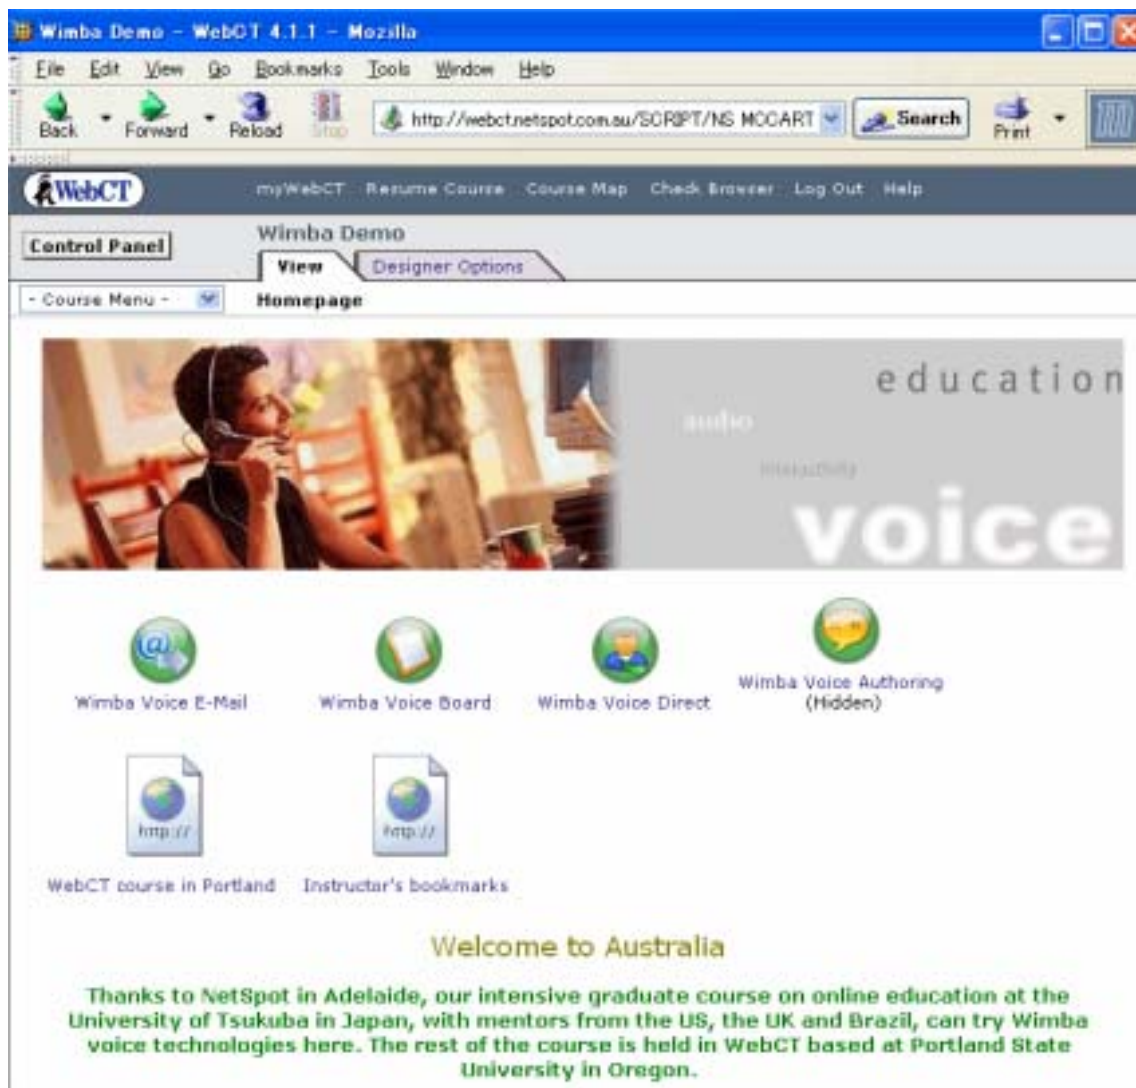 Wimba Demo - WebCT 4.1.1 - Mozilla
File Edit View Go Bookmarks Tools Window Help
Back Forward Reload Stop http://webct.netspot.com.au/SCRIPT/NS MCCART Search Print
WebCT myWebCT Resume Course Course Map Check Browser Log Out Help
Control Panel Wimba Demo
View Designer Options
- Course Menu - Homepage
education
audio
interactivity
voice
Wimba Voice E-Mail Wimba Voice Board Wimba Voice Direct Wimba Voice Authoring
(Hidden)
http:// http://
WebCT course in Portland Instructor's bookmarks
Welcome to Australia
Thanks to NetSpot in Adelaide, our intensive graduate course on online education at the
University of Tsukuba in Japan, with mentors from the US, the UK and Brazil, can try Wimba
voice technologies here. The rest of the course is held in WebCT based at Portland State
University in Oregon.